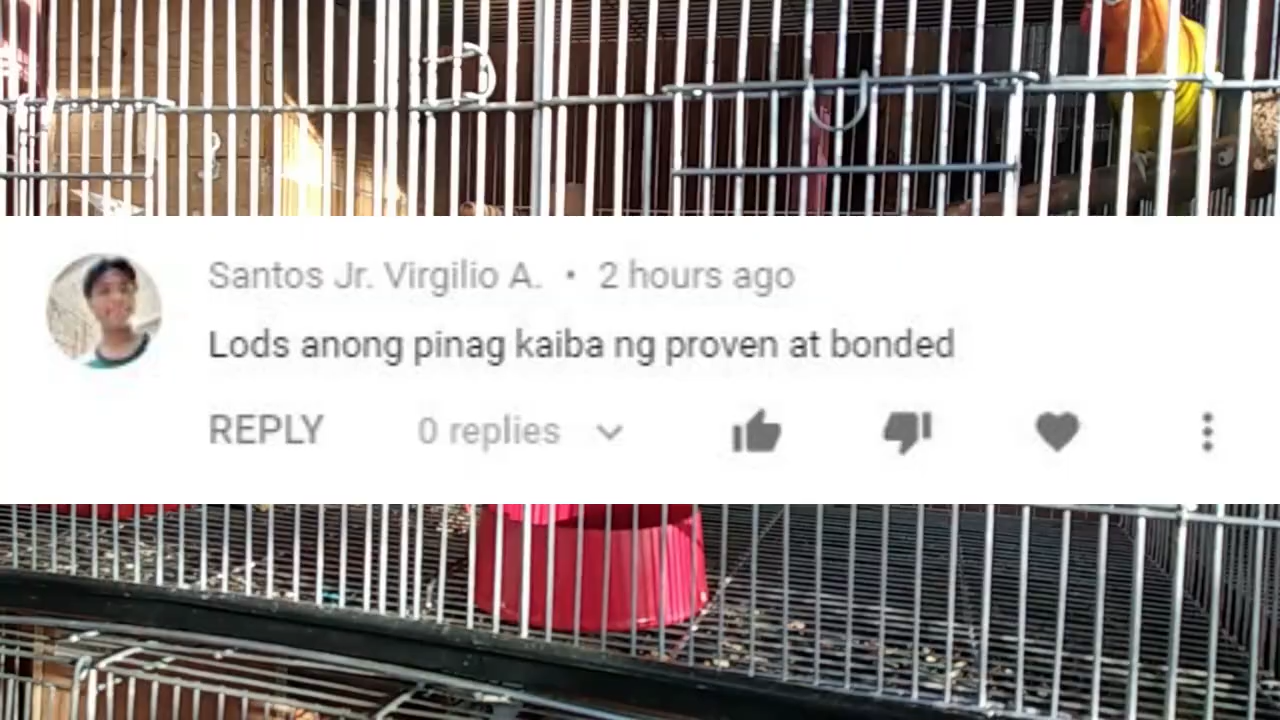 Santos Jr. Virgilio A. • 2 hours ago
Lods anong pinag kaiba ng proven at bonded
REPLY 0 replies